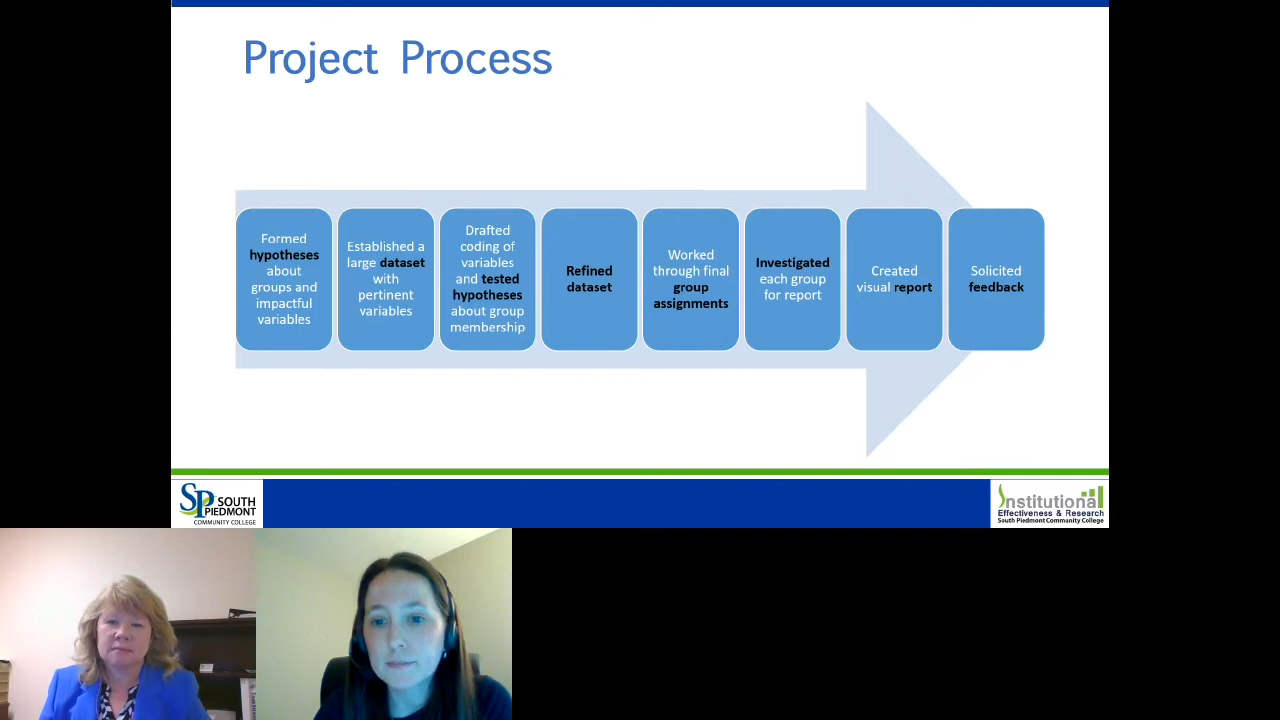 Project Process
Formed
hypotheses
about
groups and
impactful
variables
Established a
large dataset
with
pertinent
variables
Drafted
coding of
variables
and tested
hypotheses
about group
membership
Refined
dataset
Worked
through final
group
assignments
Investigated
each group
for report
Created
visual report
Solicited
feedback
SP SOUTH
PIEDMONT
COMMUNITY COLLEGE
Institutional
Effectiveness & Research
South Piedmont Community College